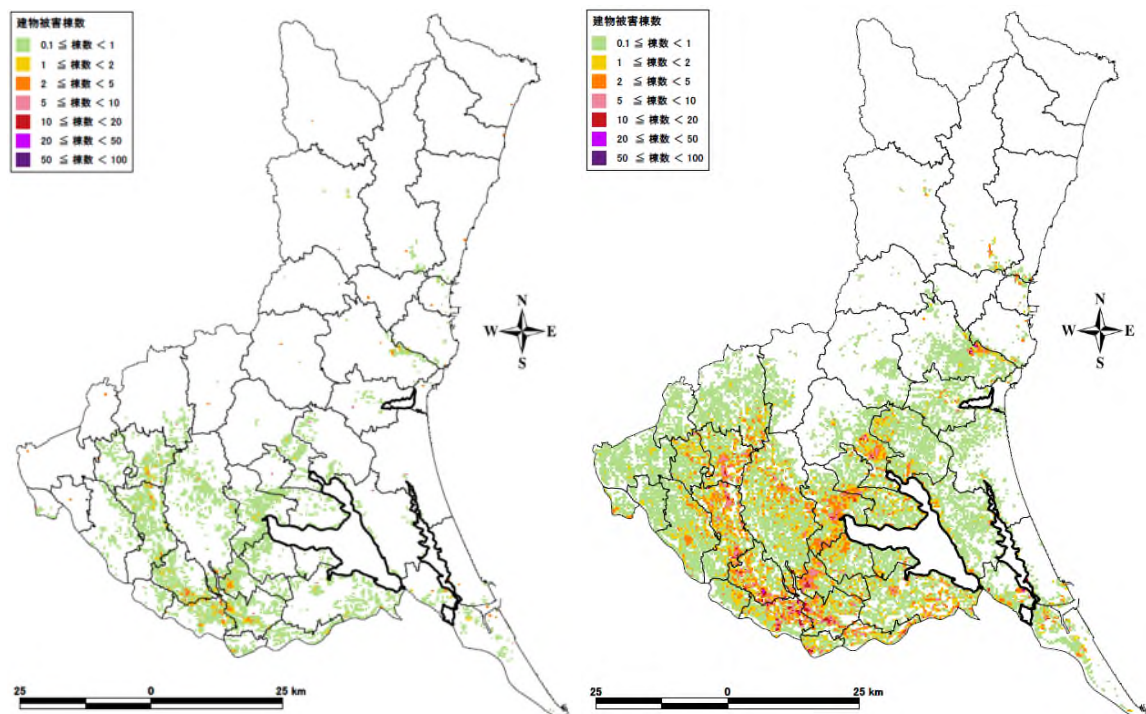 建物被害棟数
0.1 ≦ 棟数 < 1
1 ≦ 棟数 < 2
2 ≦ 棟数 < 5
5 ≦ 棟数 < 10
10 ≦ 棟数 < 20
20 ≦ 棟数 < 50
50 ≦ 棟数 < 100
N
W E
S
25 0 25 km
建物被害棟数
0.1 ≦ 棟数 < 1
1 ≦ 棟数 < 2
2 ≦ 棟数 < 5
5 ≦ 棟数 < 10
10 ≦ 棟数 < 20
20 ≦ 棟数 < 50
50 ≦ 棟数 < 100
N
W E
S
25 0 25 km